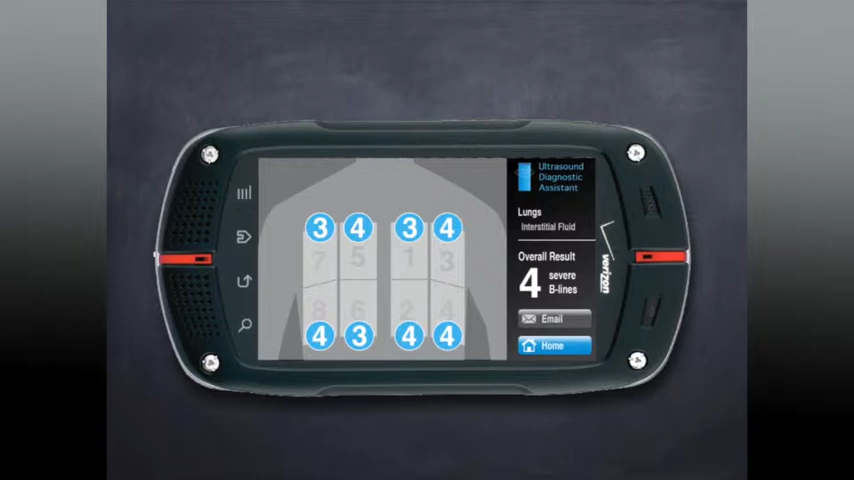 3 4 3 4
7 5 1 3
8 6 2 4
4 3 4 4
Ultrasound
Diagnostic
Assistant
Lungs
Interstitial Fluid
Overall Result
4 severe
B-lines
Email
Home
verizon